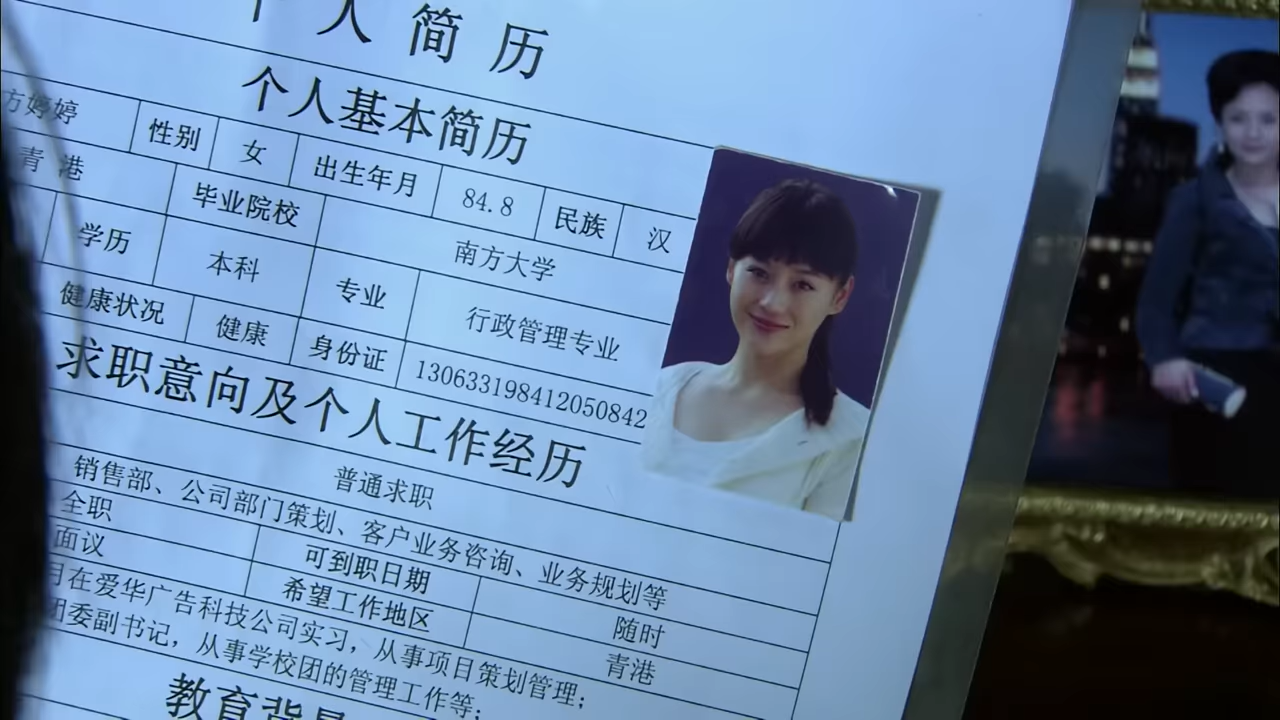 个人简历
个人基本简历
方婷婷 性别 女 出生年月 84.8 民族 汉
青港 毕业院校 南方大学
学历 本科 专业 行政管理专业
健康状况 健康 身份证 130633198412050842
求职意向及个人工作经历
普通求职
销售部、公司部门策划、客户业务咨询、业务规划等
全职 可到职日期 随时
面议 希望工作地区 青港
月在爱华广告科技公司实习，从事项目策划管理；
团委副书记，从事学校团的管理工作等；
教育背景